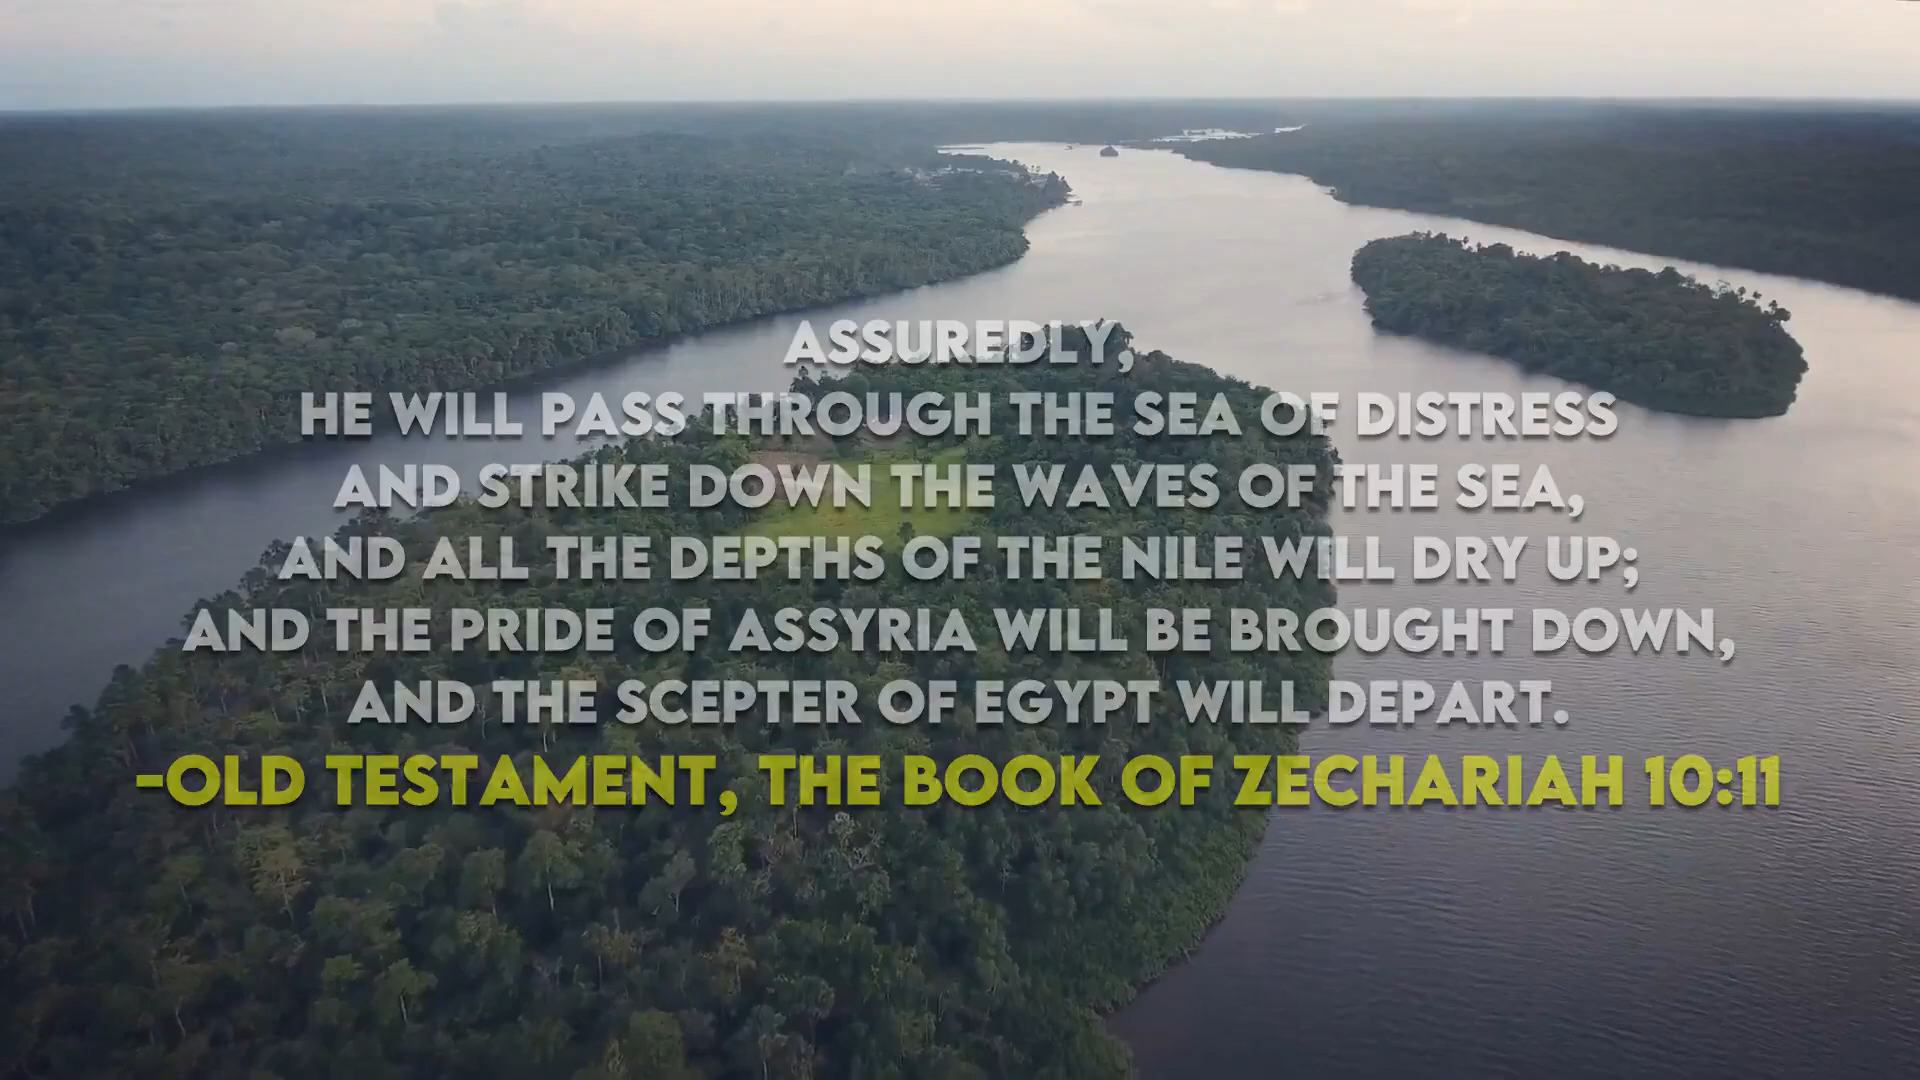 ASSUREDLY,
HE WILL PASS THROUGH THE SEA OF DISTRESS
AND STRIKE DOWN THE WAVES OF THE SEA,
AND ALL THE DEPTHS OF THE NILE WILL DRY UP;
AND THE PRIDE OF ASSYRIA WILL BE BROUGHT DOWN,
AND THE SCEPTER OF EGYPT WILL DEPART.
-OLD TESTAMENT, THE BOOK OF ZECHARIAH 10:11